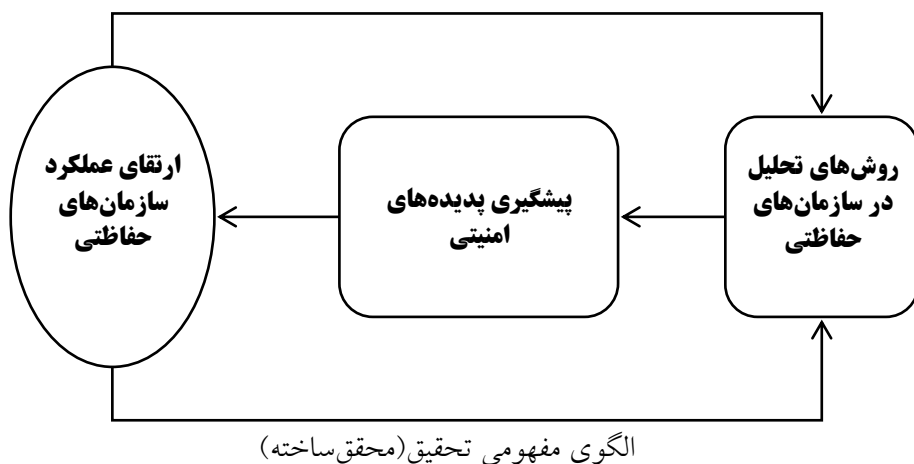 روش‌های تحلیل
در سازمان‌های
حفاظتی
پیشگیری پدیده‌های
امنیتی
ارتقای عملکرد
سازمان‌های
حفاظتی
الگوی مفهومی تحقیق(محقق‌ساخته)